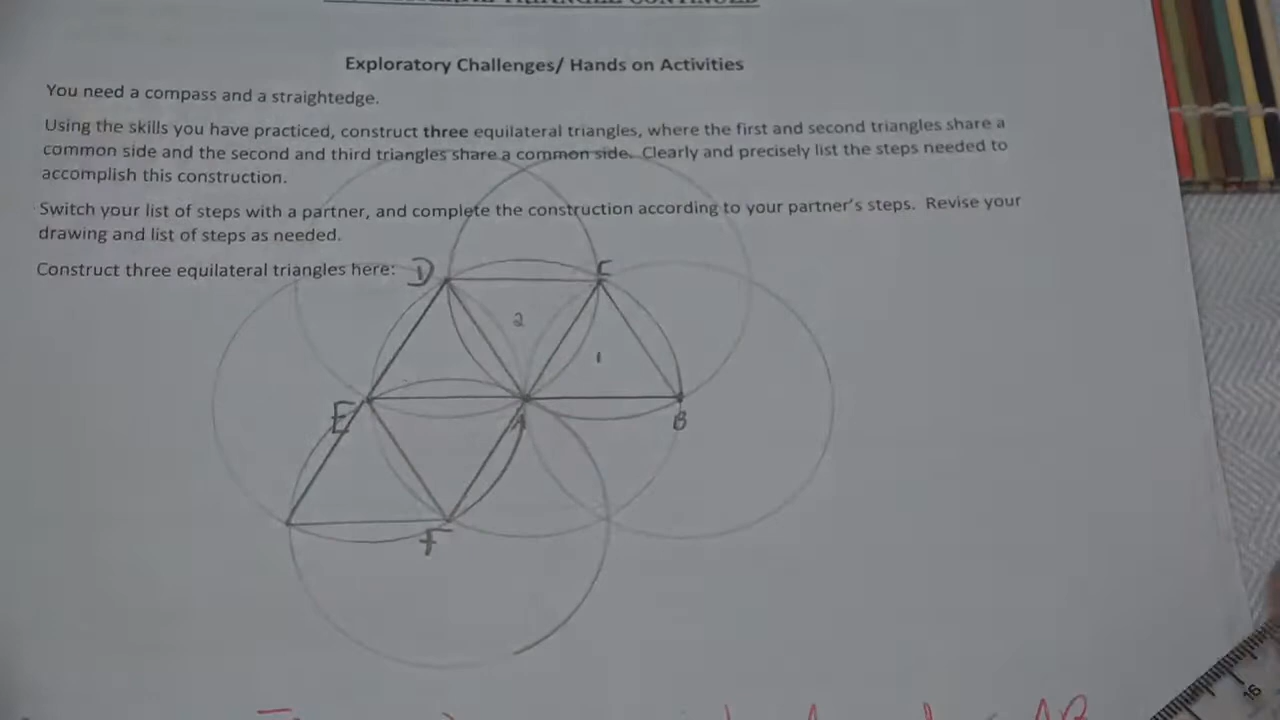 Exploratory Challenges/ Hands on Activities
You need a compass and a straightedge.
Using the skills you have practiced, construct three equilateral triangles, where the first and second triangles share a
common side and the second and third triangles share a common side. Clearly and precisely list the steps needed to
accomplish this construction.
Switch your list of steps with a partner, and complete the construction according to your partner's steps. Revise your
drawing and list of steps as needed.
Construct three equilateral triangles here:
D
C
2
1
E
A
B
F
16